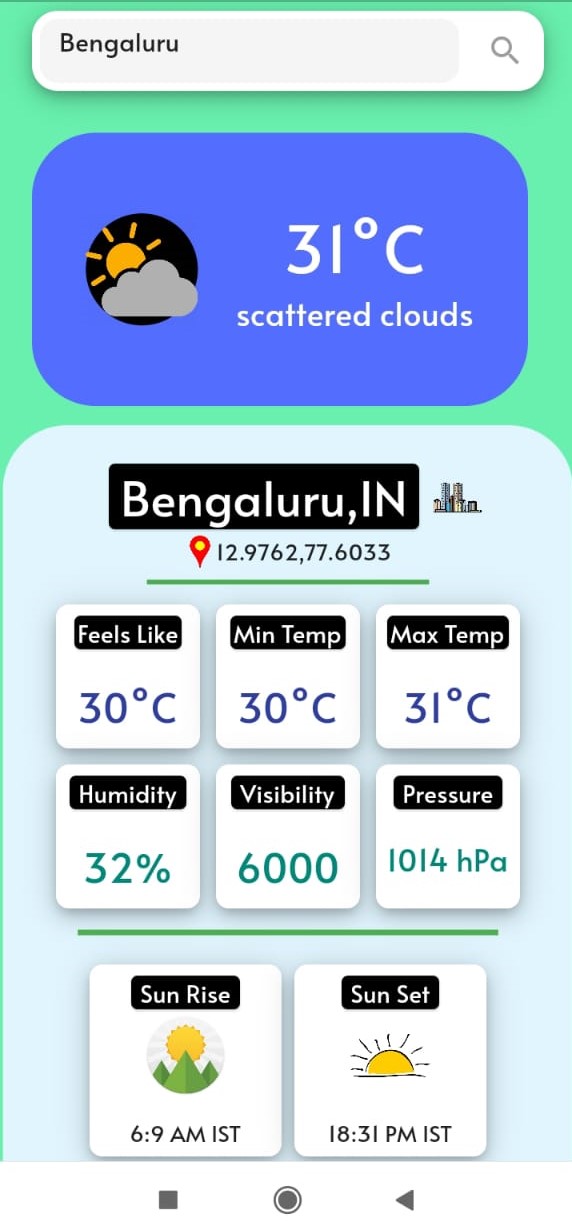 Bengaluru
31°C
scattered clouds
Bengaluru,IN
12.9762,77.6033
Feels Like
Min Temp
Max Temp
30°C
30°C
31°C
Humidity
Visibility
Pressure
32%
6000
1014 hPa
Sun Rise
Sun Set
6:9 AM IST
18:31 PM IST